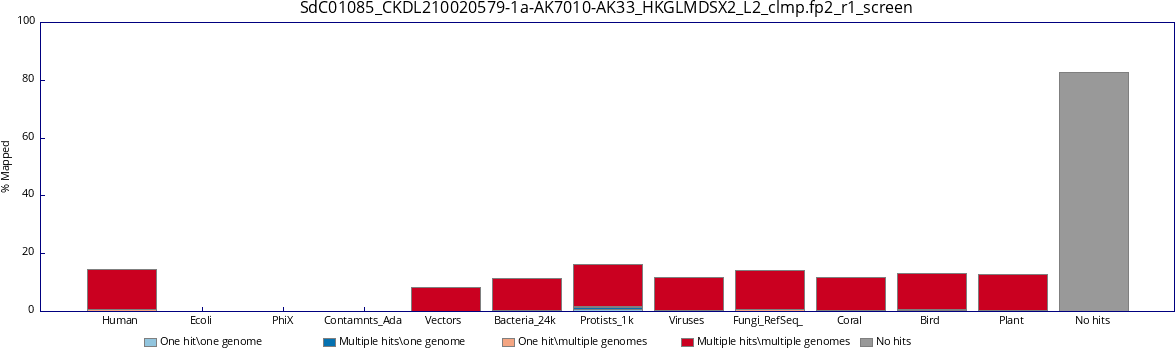 SdC01085_CKDL210020579-1a-AK7010-AK33_HKGLMDSX2_L2_clmp.fp2_r1_screen
100
80
60
40
20
0
% Mapped
Human Ecoli PhiX Contamnts_Ada Vectors Bacteria_24k Protists_1k Viruses Fungi_RefSeq_ Coral Bird Plant No hits
One hit\one genome Multiple hits\one genome One hit\multiple genomes Multiple hits\multiple genomes No hits